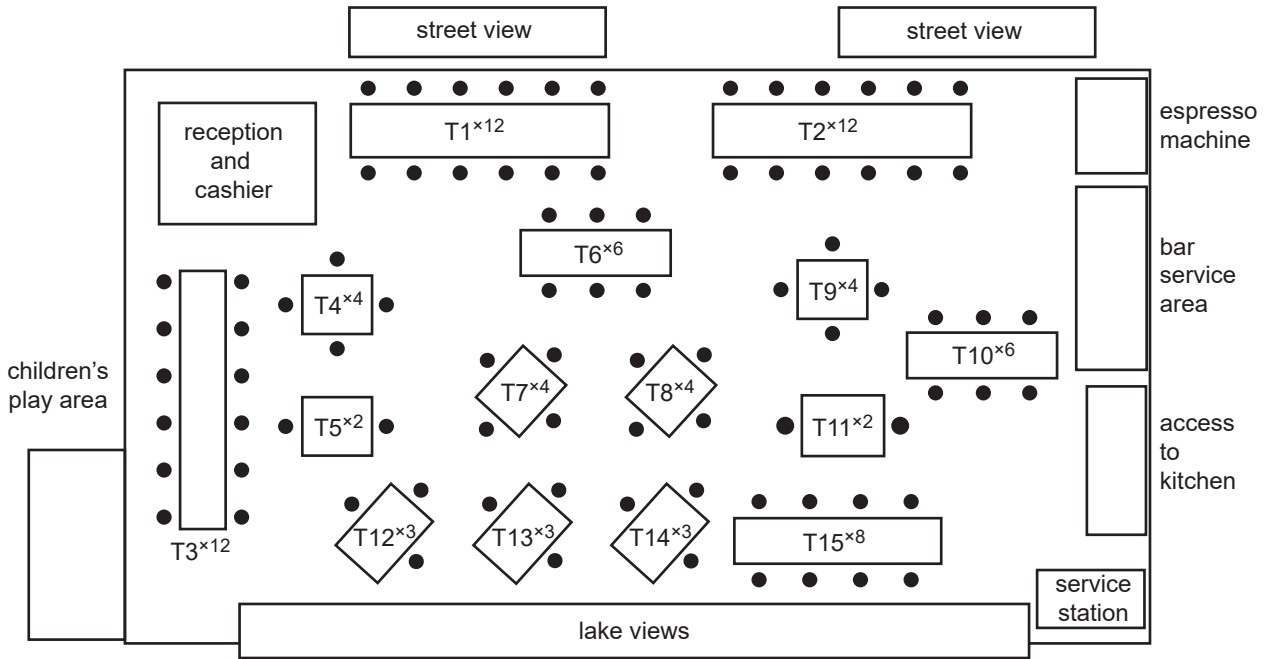 street view
street view
reception
and
cashier
T1×12
T2×12
espresso
machine
T6×6
bar
service
area
T4×4
T9×4
T10×6
children’s
play area
T7×4
T8×4
T5×2
T11×2
access
to
kitchen
T3×12
T12×3
T13×3
T14×3
T15×8
service
station
lake views